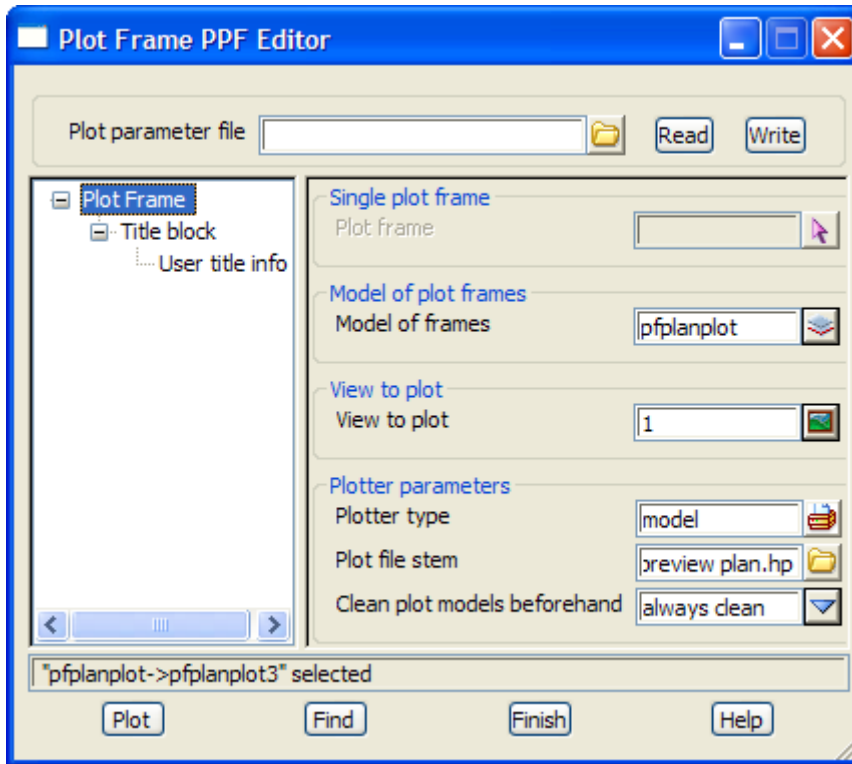 Plot Frame PPF Editor
Plot parameter file Read Write
Plot Frame
Title block
User title info
Single plot frame
Plot frame
Model of plot frames
Model of frames pfplanplot
View to plot
View to plot 1
Plotter parameters
Plotter type model
Plot file stem preview plan.hp
Clean plot models beforehand always clean
"pfplanplot->pfplanplot3" selected
Plot Find Finish Help